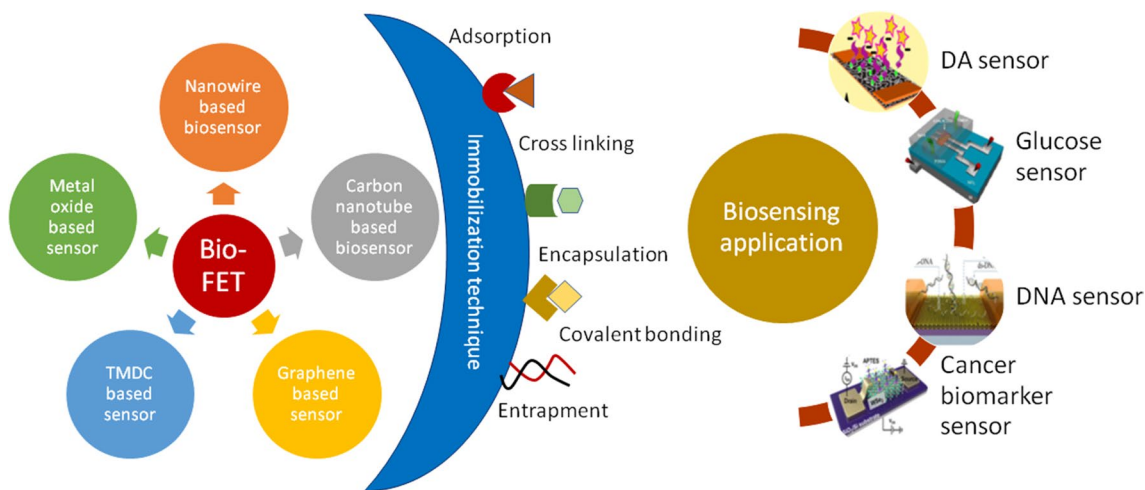 Nanowire
based
biosensor
Metal
oxide
based
sensor
Carbon
nanotube
based
biosensor
Bio-
FET
TMDC
based
sensor
Graphene
based
sensor
Immobilization technique
Adsorption
Cross linking
Encapsulation
Covalent bonding
Entrapment
Biosensing
application
DA sensor
Glucose
sensor
DNA sensor
Cancer
biomarker
sensor
APTES
Drain